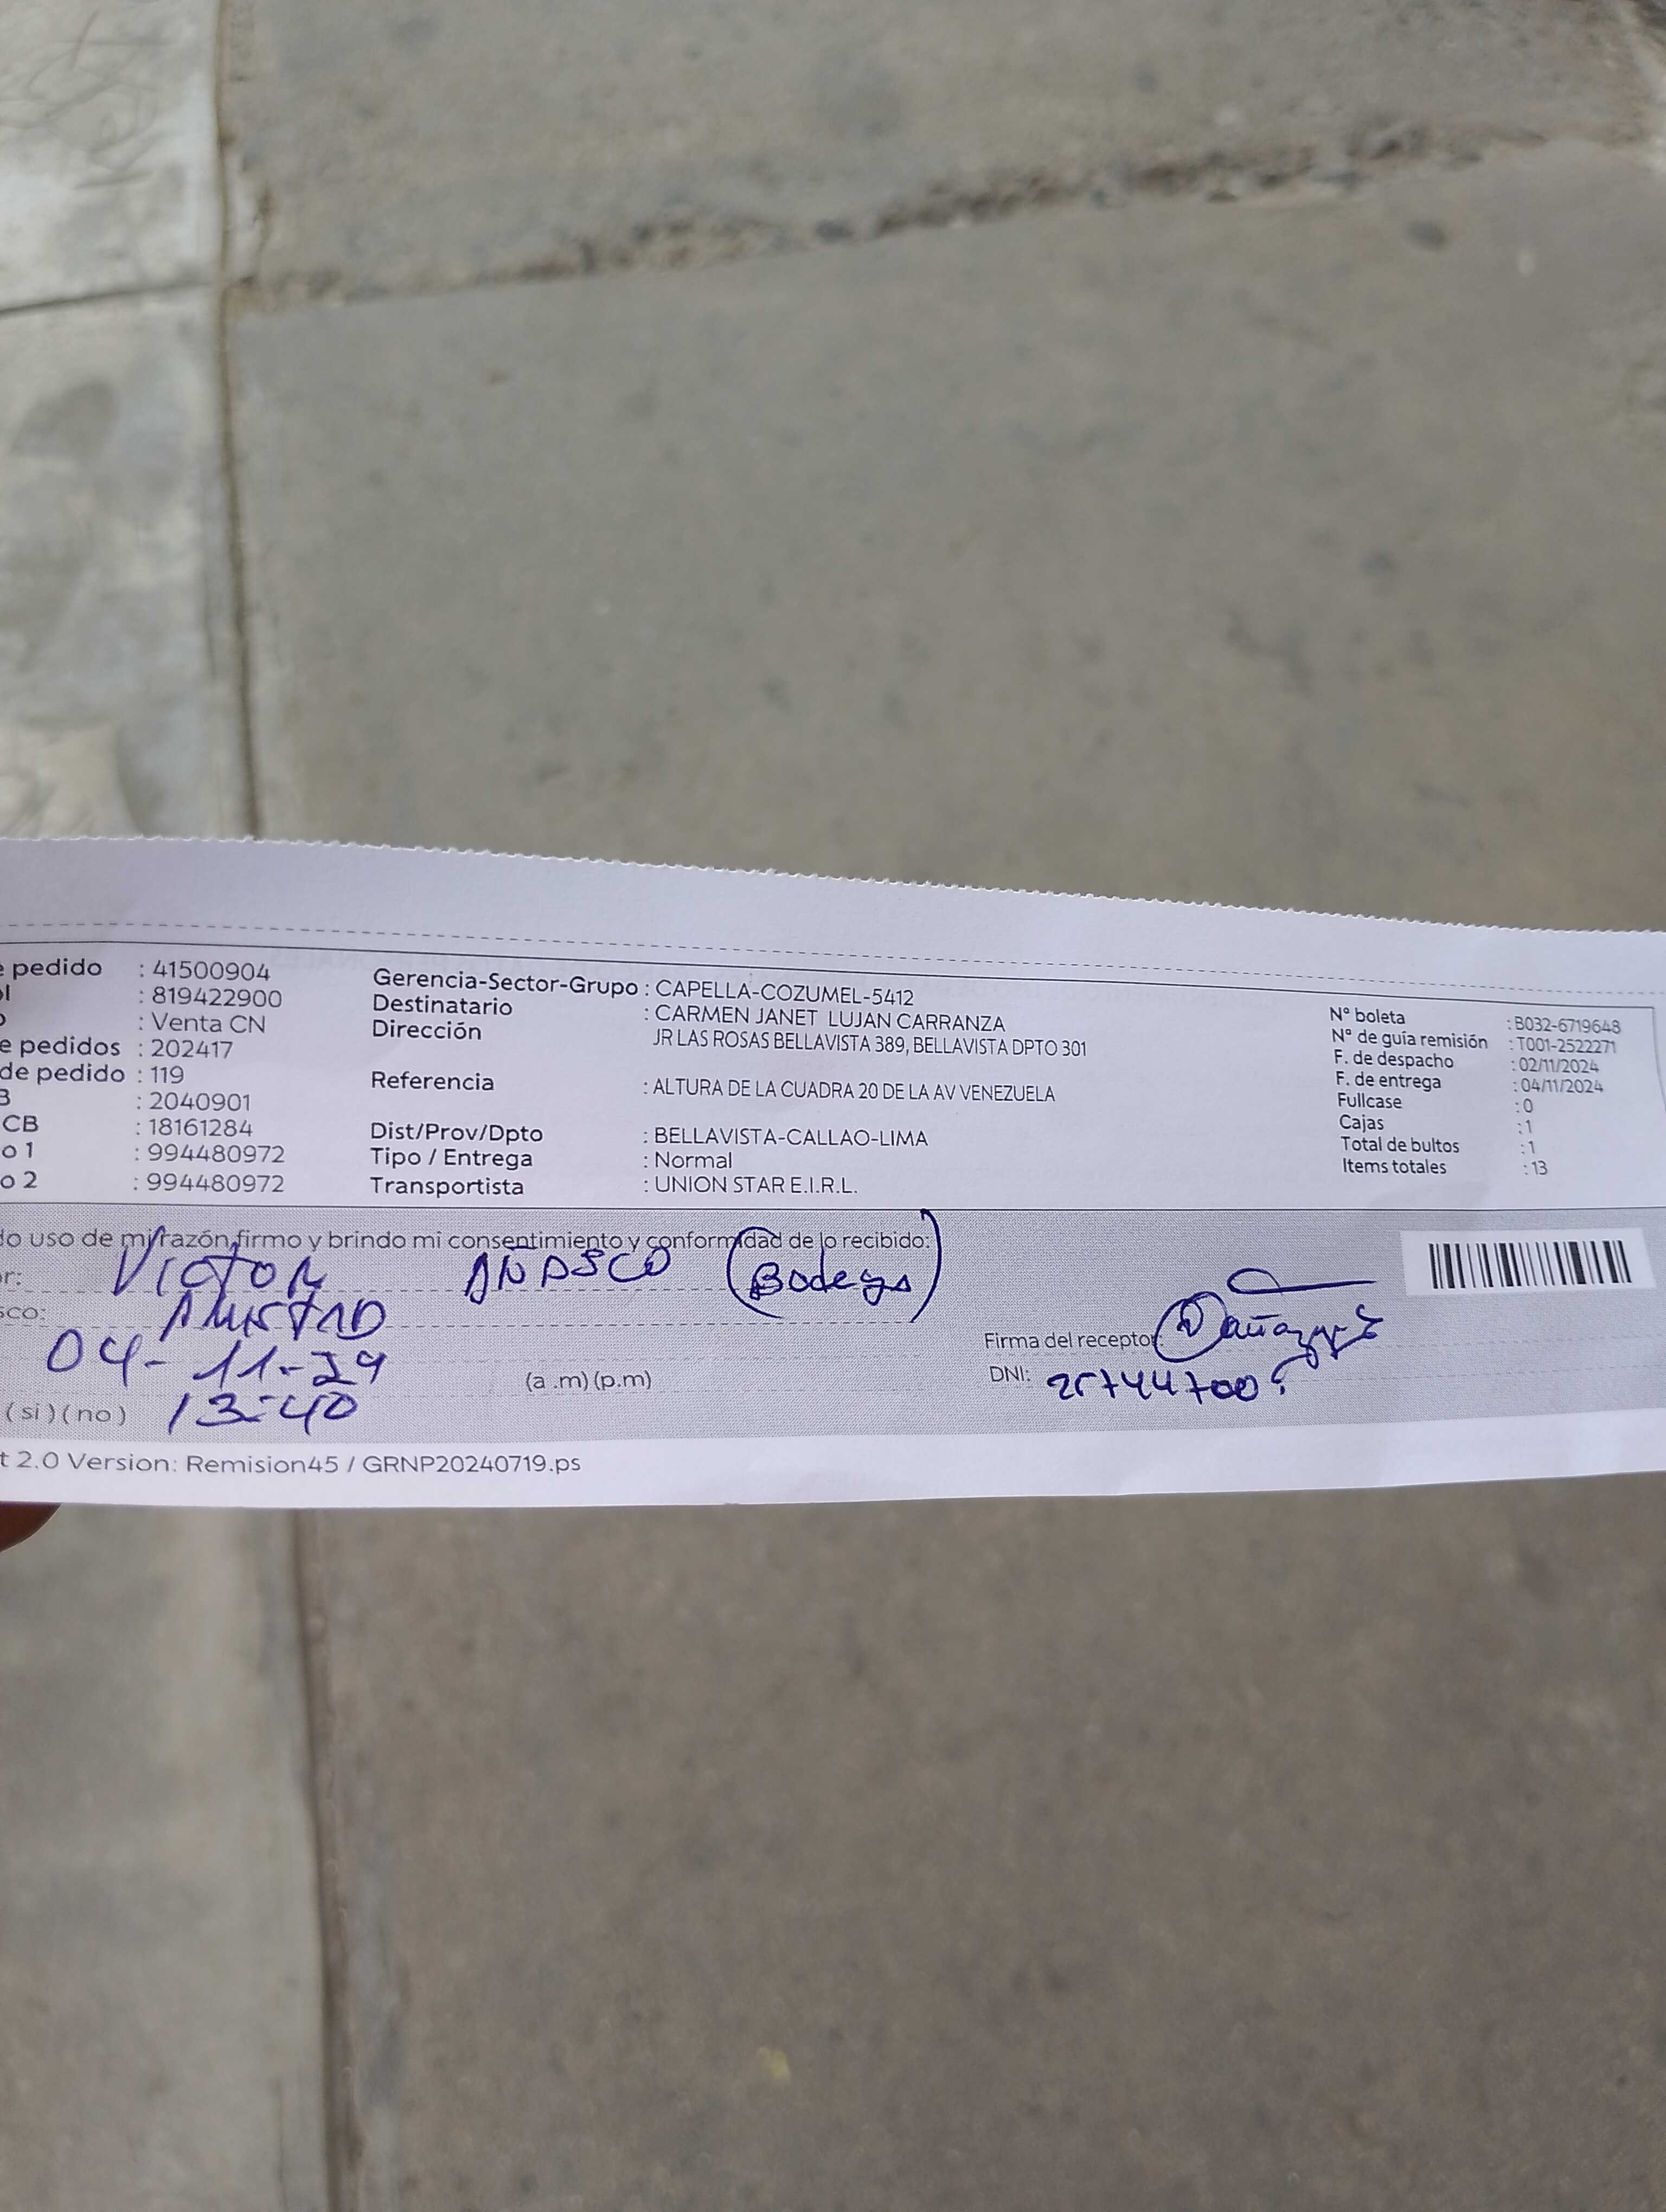 e pedido : 41500904
ol : 819422900
o : Venta CN
e pedidos : 202417
de pedido : 119
B : 2040901
CB : 18161284
o 1 : 994480972
o 2 : 994480972
Gerencia-Sector-Grupo : CAPELLA-COZUMEL-5412
Destinatario : CARMEN JANET LUJAN CARRANZA
Dirección JR LAS ROSAS BELLAVISTA 389, BELLAVISTA DPTO 301
Referencia : ALTURA DE LA CUADRA 20 DE LA AV VENEZUELA
Dist/Prov/Dpto : BELLAVISTA-CALLAO-LIMA
Tipo / Entrega : Normal
Transportista : UNION STAR E.I.R.L.
N° boleta : B032-6719648
N° de guía remisión : T001-2522271
F. de despacho : 02/11/2024
F. de entrega : 04/11/2024
Fullcase : 0
Cajas : 1
Total de bultos : 1
Items totales : 13
do uso de mi razón, firmo y brindo mi consentimiento y conformidad de lo recibido:
r: VICTOR AÑASCO (Bodega)
sco: AMISTAD
04-11-24
(a .m) (p.m)
( si ) ( no ) 13:40
Firma del receptor:
DNI:
t 2.0 Version: Remision45 / GRNP20240719.ps